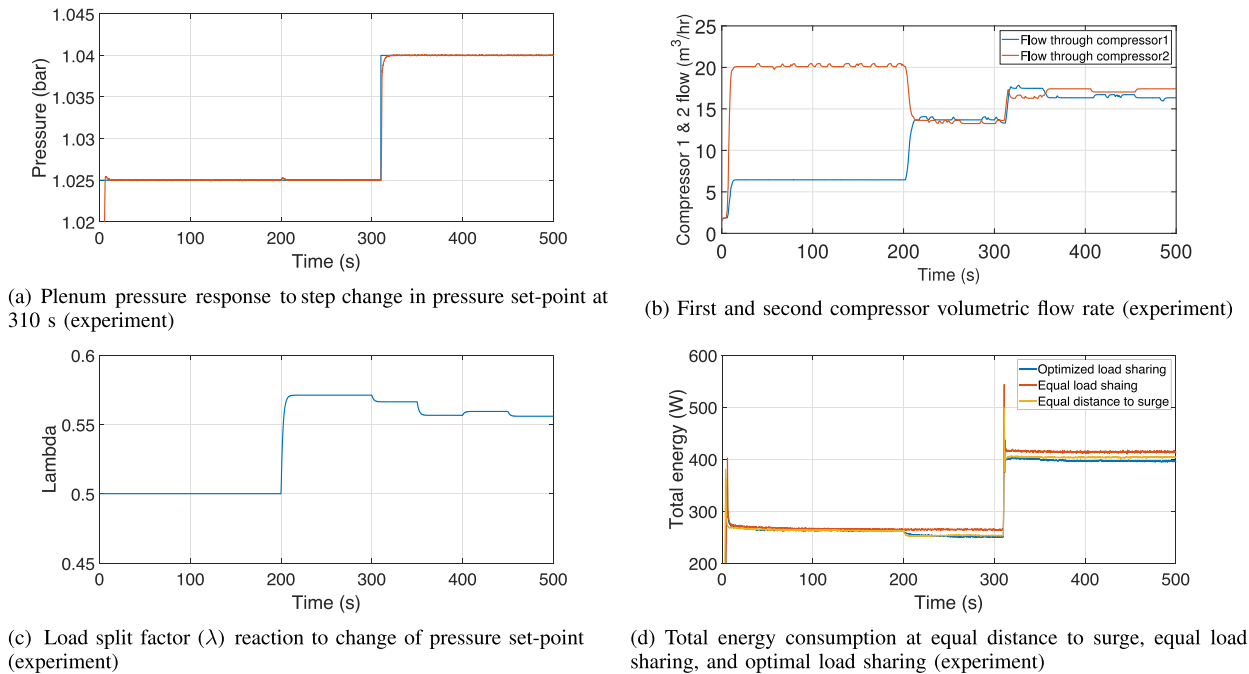 1.045
1.04
1.035
1.03
1.025
1.02
Pressure (bar)
0 100 200 300 400 500
Time (s)
(a) Plenum pressure response to step change in pressure set-point at
310 s (experiment)
25
20
15
10
5
0
Compressor 1 & 2 flow (m³/hr)
Flow through compressor1
Flow through compressor2
0 100 200 300 400 500
Time (s)
(b) First and second compressor volumetric flow rate (experiment)
0.6
0.55
0.5
0.45
Lambda
0 100 200 300 400 500
Time (s)
(c) Load split factor (λ) reaction to change of pressure set-point
(experiment)
600
500
400
300
200
Total energy (W)
Optimized load sharing
Equal load shaing
Equal distance to surge
0 100 200 300 400 500
Time (s)
(d) Total energy consumption at equal distance to surge, equal load
sharing, and optimal load sharing (experiment)